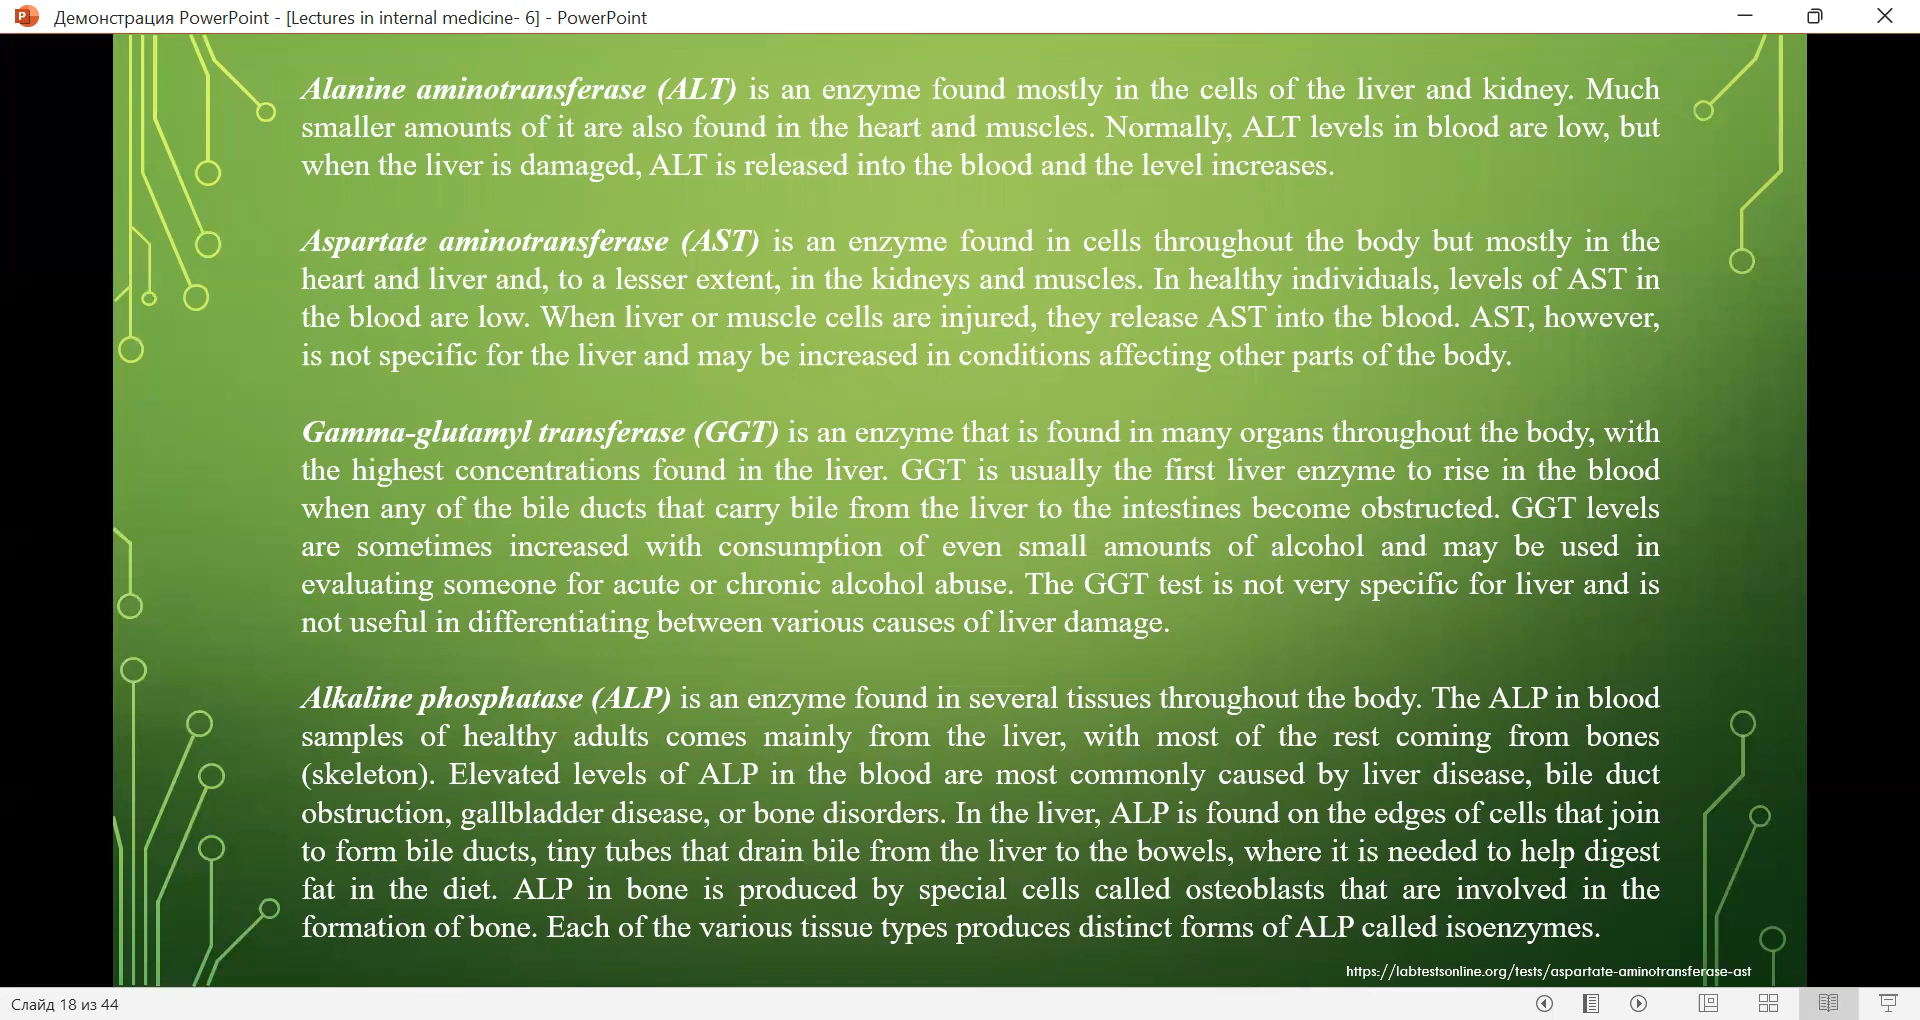 Демонстрация PowerPoint - [Lectures in internal medicine- 6] - PowerPoint
Alanine aminotransferase (ALT) is an enzyme found mostly in the cells of the liver and kidney. Much
smaller amounts of it are also found in the heart and muscles. Normally, ALT levels in blood are low, but
when the liver is damaged, ALT is released into the blood and the level increases.
Aspartate aminotransferase (AST) is an enzyme found in cells throughout the body but mostly in the
heart and liver and, to a lesser extent, in the kidneys and muscles. In healthy individuals, levels of AST in
the blood are low. When liver or muscle cells are injured, they release AST into the blood. AST, however,
is not specific for the liver and may be increased in conditions affecting other parts of the body.
Gamma-glutamyl transferase (GGT) is an enzyme that is found in many organs throughout the body, with
the highest concentrations found in the liver. GGT is usually the first liver enzyme to rise in the blood
when any of the bile ducts that carry bile from the liver to the intestines become obstructed. GGT levels
are sometimes increased with consumption of even small amounts of alcohol and may be used in
evaluating someone for acute or chronic alcohol abuse. The GGT test is not very specific for liver and is
not useful in differentiating between various causes of liver damage.
Alkaline phosphatase (ALP) is an enzyme found in several tissues throughout the body. The ALP in blood
samples of healthy adults comes mainly from the liver, with most of the rest coming from bones
(skeleton). Elevated levels of ALP in the blood are most commonly caused by liver disease, bile duct
obstruction, gallbladder disease, or bone disorders. In the liver, ALP is found on the edges of cells that join
to form bile ducts, tiny tubes that drain bile from the liver to the bowels, where it is needed to help digest
fat in the diet. ALP in bone is produced by special cells called osteoblasts that are involved in the
formation of bone. Each of the various tissue types produces distinct forms of ALP called isoenzymes.
https://labtestsonline.org/tests/aspartate-aminotransferase-ast
Слайд 18 из 44